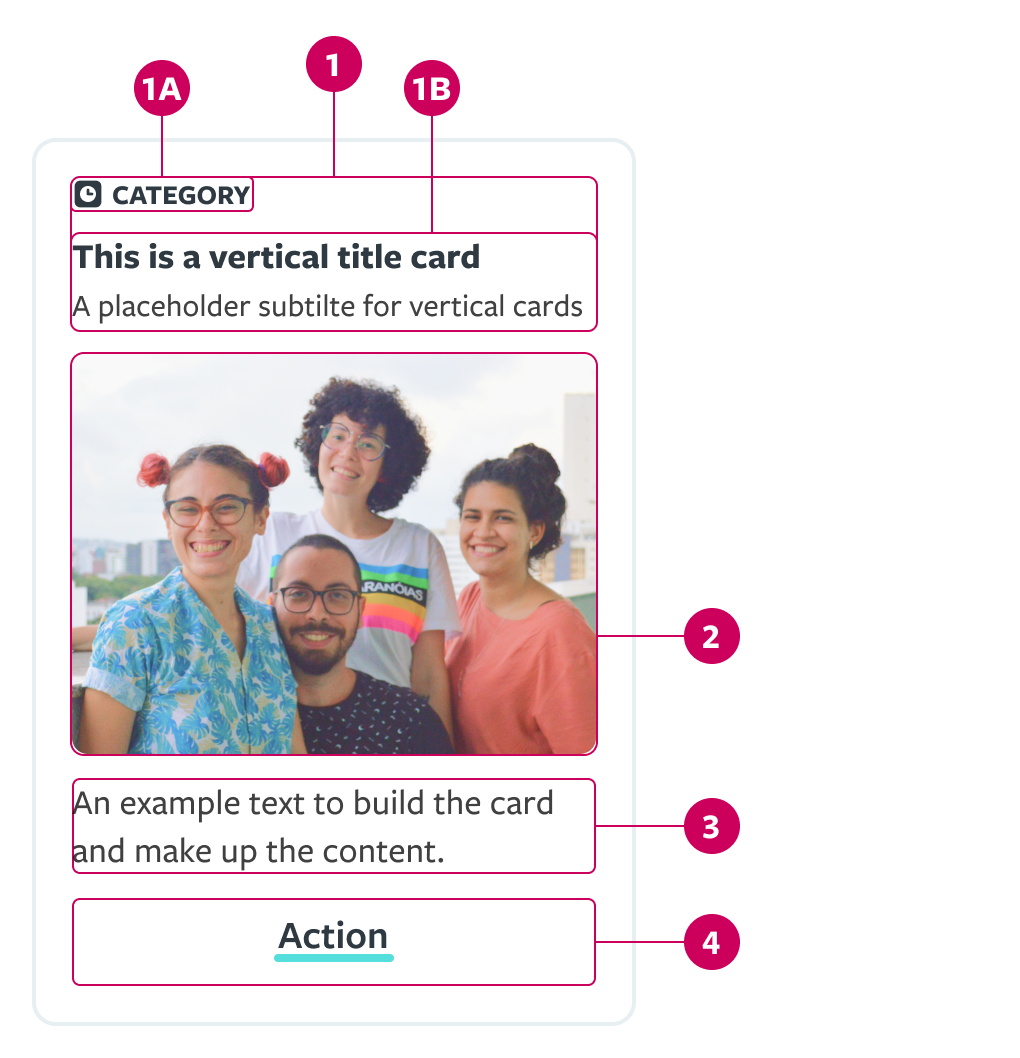 1
1A
1B
CATEGORY
This is a vertical title card
A placeholder subtilte for vertical cards
ARANÓIAS
2
An example text to build the card
and make up the content.
3
Action
4